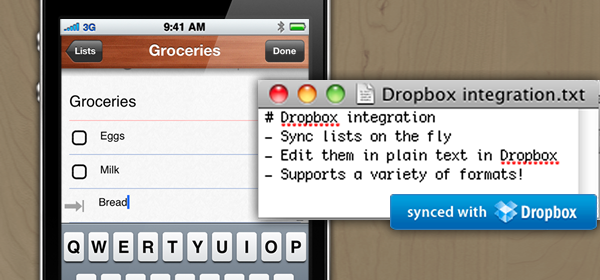 3G 9:41 AM
Lists Groceries Done
Groceries
Eggs
Milk
Bread
Q W E R T Y U I O P
Dropbox integration.txt
# Dropbox integration
- Sync lists on the fly
- Edit them in plain text in Dropbox
- Supports a variety of formats!
synced with Dropbox